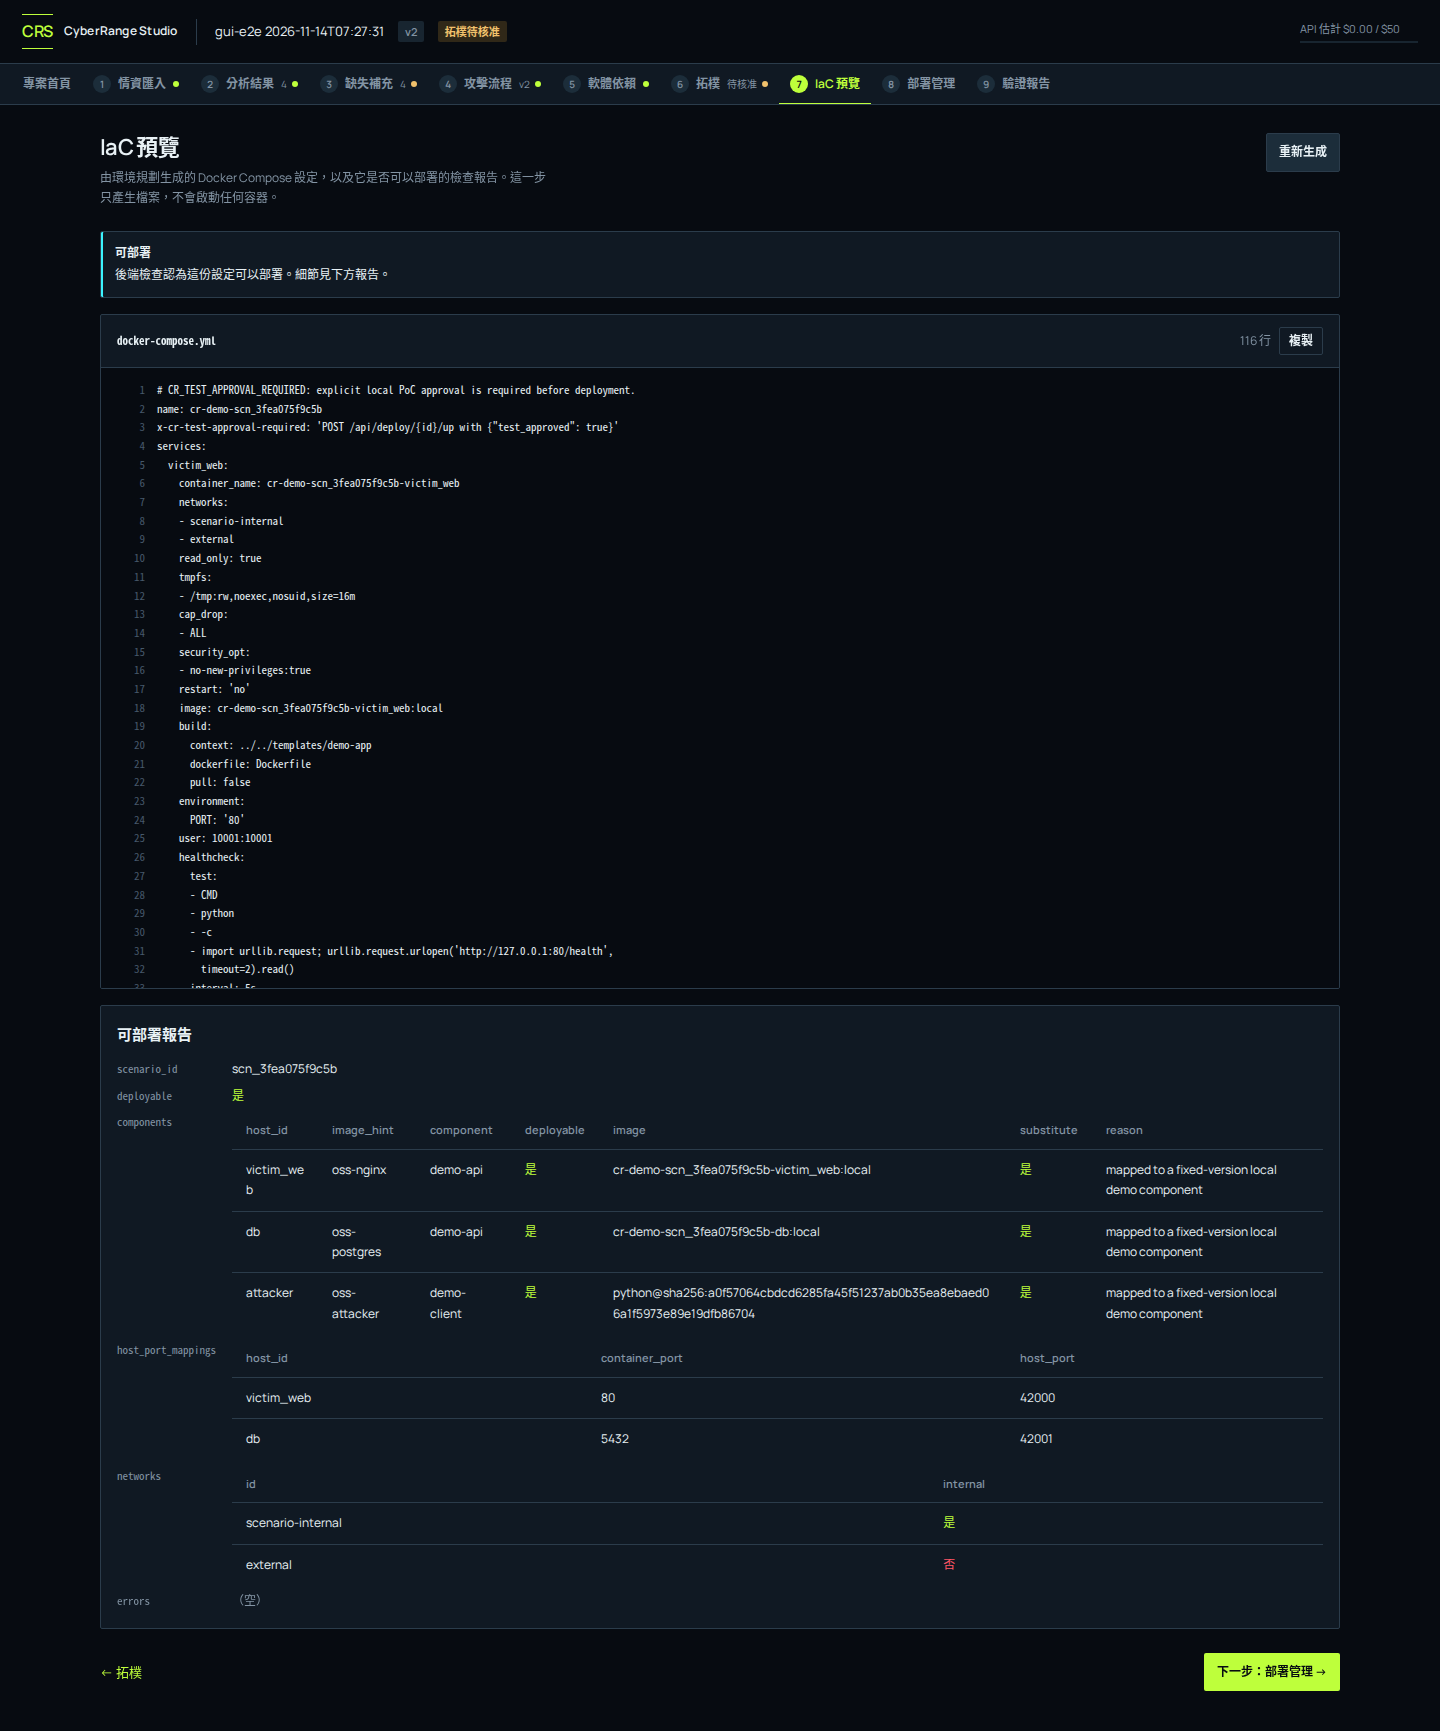 CRS CyberRange Studio gui-e2e 2026-11-14T07:27:31 v2 拓樸待核准 API 估計 $0.00 / $50
專案首頁 1 情資匯入 2 分析結果 4 3 缺失補充 4 4 攻擊流程 v2 5 軟體依賴 6 拓樸 待核准 7 IaC 預覽 8 部署管理 9 驗證報告
IaC 預覽
重新生成
由環境規劃生成的 Docker Compose 設定，以及它是否可以部署的檢查報告。這一步
只產生檔案，不會啟動任何容器。
可部署
後端檢查認為這份設定可以部署。細節見下方報告。
docker-compose.yml 116 行 複製
1 # CR_TEST_APPROVAL_REQUIRED: explicit local PoC approval is required before deployment.
2 name: cr-demo-scn_3fea075f9c5b
3 x-cr-test-approval-required: 'POST /api/deploy/{id}/up with {"test_approved": true}'
4 services:
5 victim_web:
6 container_name: cr-demo-scn_3fea075f9c5b-victim_web
7 networks:
8 - scenario-internal
9 - external
10 read_only: true
11 tmpfs:
12 - /tmp:rw,noexec,nosuid,size=16m
13 cap_drop:
14 - ALL
15 security_opt:
16 - no-new-privileges:true
17 restart: 'no'
18 image: cr-demo-scn_3fea075f9c5b-victim_web:local
19 build:
20 context: ../../templates/demo-app
21 dockerfile: Dockerfile
22 pull: false
23 environment:
24 PORT: '80'
25 user: 10001:10001
26 healthcheck:
27 test:
28 - CMD
29 - python
30 - -c
31 - import urllib.request; urllib.request.urlopen('http://127.0.0.1:80/health',
32 timeout=2).read()
33 interval: 5s
可部署報告
scenario_id scn_3fea075f9c5b
deployable 是
components
host_id image_hint component deployable image substitute reason
victim_we oss-nginx demo-api 是 cr-demo-scn_3fea075f9c5b-victim_web:local 是 mapped to a fixed-version local
b demo component
db oss- demo-api 是 cr-demo-scn_3fea075f9c5b-db:local 是 mapped to a fixed-version local
postgres demo component
attacker oss- demo- 是 python@sha256:a0f57064cbdcd6285fa45f51237ab0b35ea8ebaed0 是 mapped to a fixed-version local
attacker client 6a1f5973e89e19dfb86704 demo component
host_port_mappings
host_id container_port host_port
victim_web 80 42000
db 5432 42001
networks
id internal
scenario-internal 是
external 否
errors （空）
← 拓樸 下一步：部署管理 →